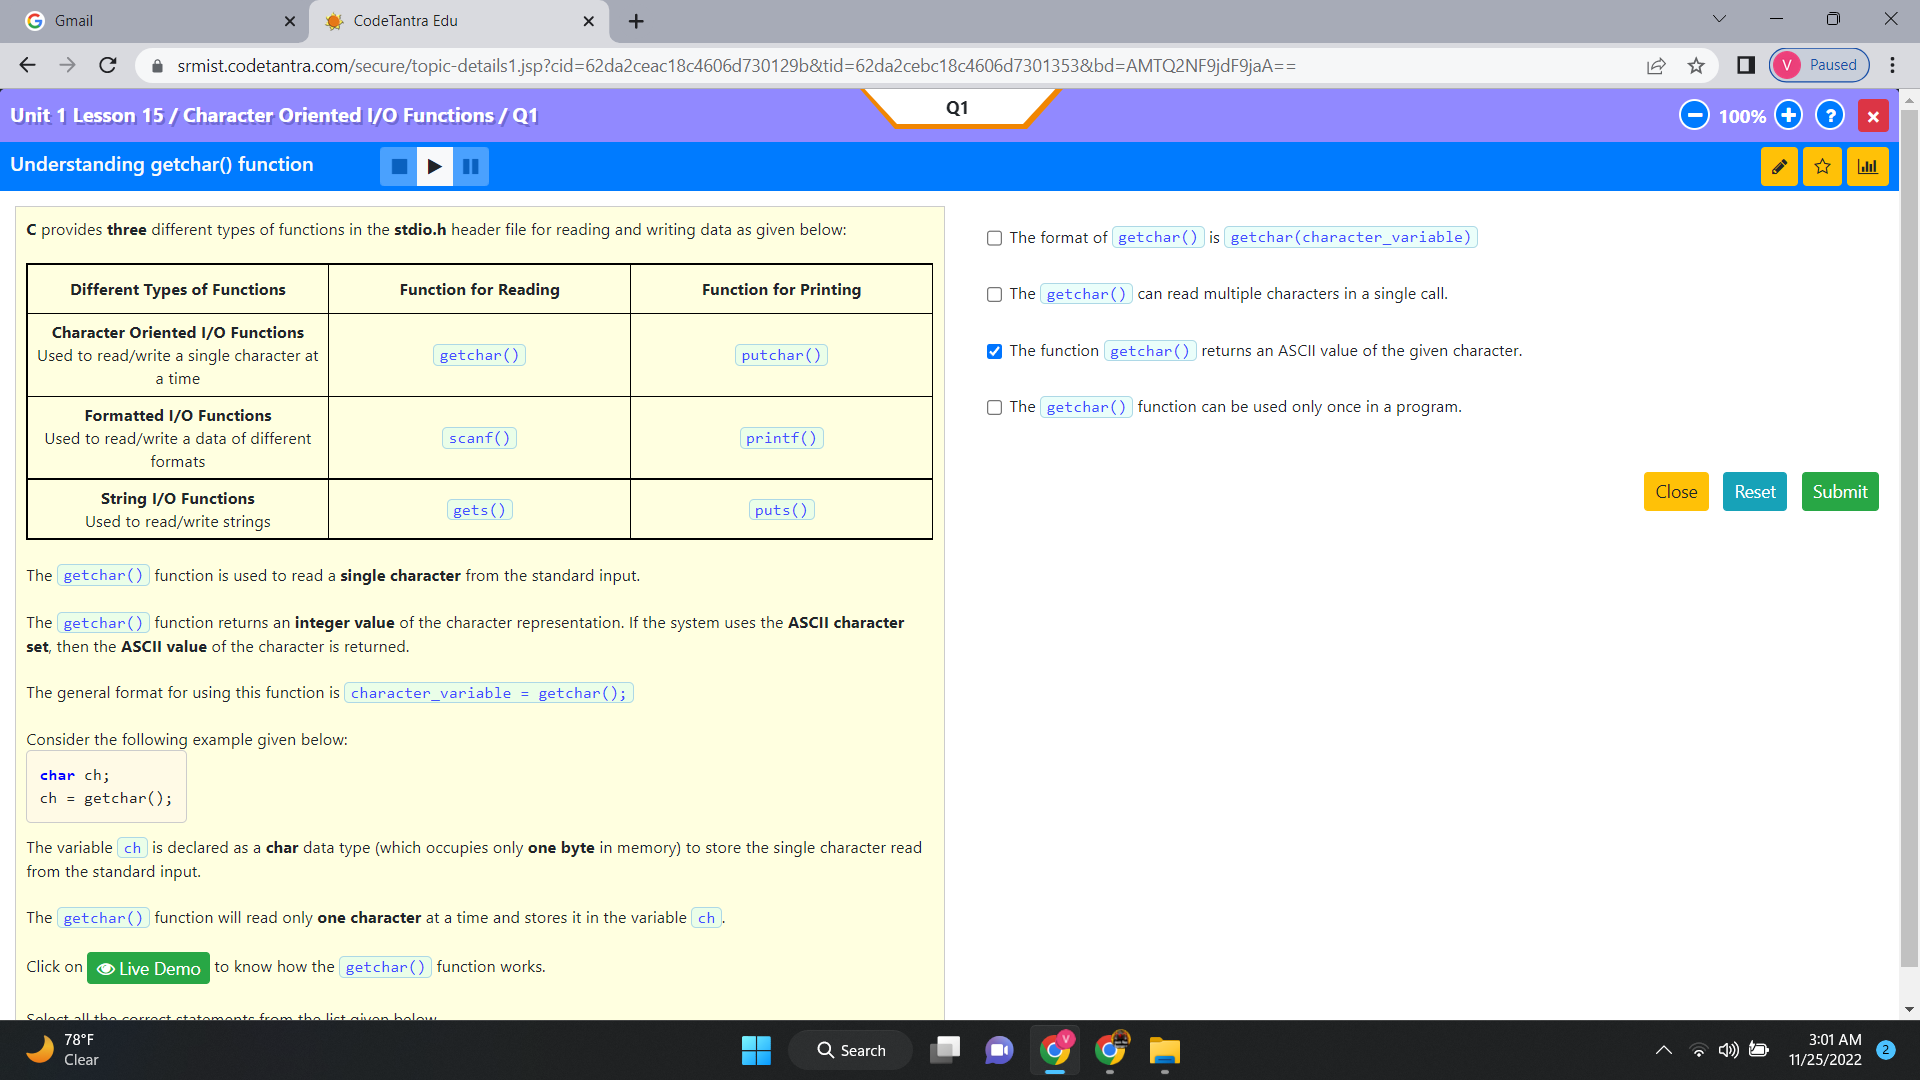 Gmail
CodeTantra Edu
srmist.codetantra.com/secure/topic-details1.jsp?cid=62da2ceac18c4606d730129b&tid=62da2cebc18c4606d7301353&bd=AMTQ2NF9jdF9jaA==
V Paused
Unit 1 Lesson 15 / Character Oriented I/O Functions / Q1
Q1
100%
?
Understanding getchar() function
C provides three different types of functions in the stdio.h header file for reading and writing data as given below:
Different Types of Functions Function for Reading Function for Printing
Character Oriented I/O Functions
Used to read/write a single character at
a time
getchar() putchar()
Formatted I/O Functions
Used to read/write a data of different
formats
scanf() printf()
String I/O Functions
Used to read/write strings
gets() puts()
The getchar() function is used to read a single character from the standard input.
The getchar() function returns an integer value of the character representation. If the system uses the ASCII character
set, then the ASCII value of the character is returned.
The general format for using this function is character_variable = getchar();
Consider the following example given below:
char ch;
ch = getchar();
The variable ch is declared as a char data type (which occupies only one byte in memory) to store the single character read
from the standard input.
The getchar() function will read only one character at a time and stores it in the variable ch.
Click on Live Demo to know how the getchar() function works.
Select all the correct statements from the list given below.
The format of getchar() is getchar(character_variable)
The getchar() can read multiple characters in a single call.
The function getchar() returns an ASCII value of the given character.
The getchar() function can be used only once in a program.
Close Reset Submit
78°F
Clear
Search
V
3:01 AM
11/25/2022
2